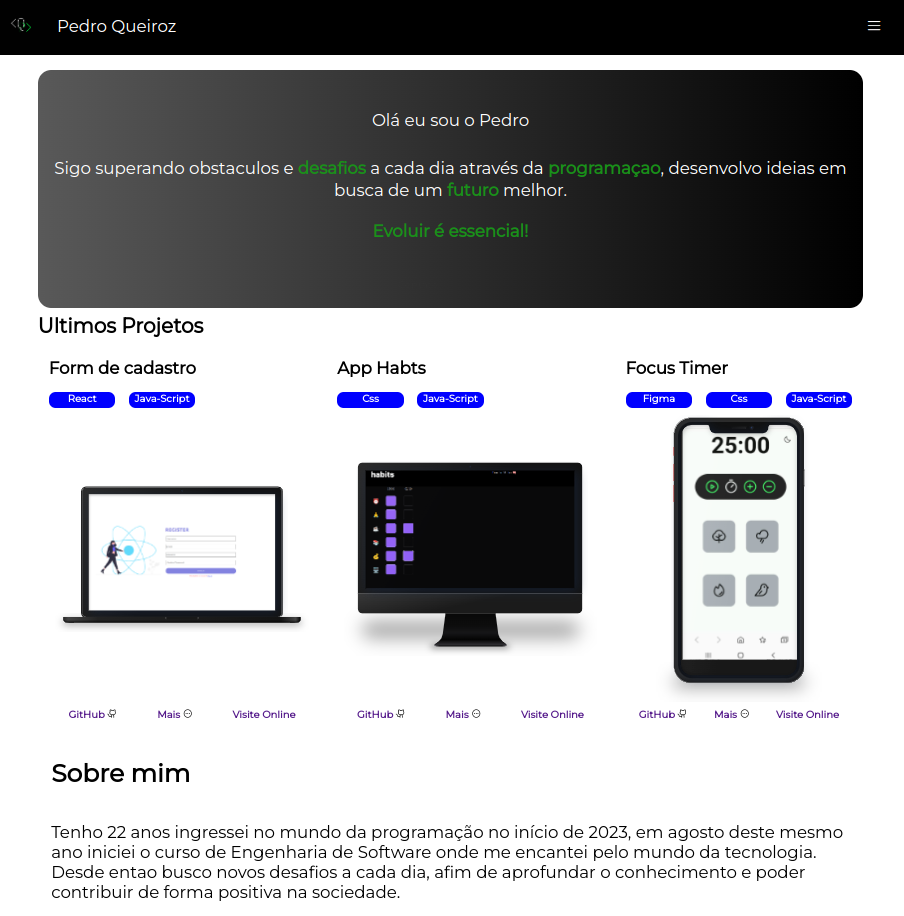 Pedro Queiroz
Olá eu sou o Pedro
Sigo superando obstaculos e desafios a cada dia através da programaçao, desenvolvo ideias em
busca de um futuro melhor.
Evoluir é essencial!
Ultimos Projetos
Form de cadastro
App Habts
Focus Timer
React
Java-Script
Css
Java-Script
Figma
Css
Java-Script
REGISTER
habits
25:00
GitHub
Mais
Visite Online
GitHub
Mais
Visite Online
GitHub
Mais
Visite Online
Sobre mim
Tenho 22 anos ingressei no mundo da programação no início de 2023, em agosto deste mesmo
ano iniciei o curso de Engenharia de Software onde me encantei pelo mundo da tecnologia.
Desde entao busco novos desafios a cada dia, afim de aprofundar o conhecimento e poder
contribuir de forma positiva na sociedade.